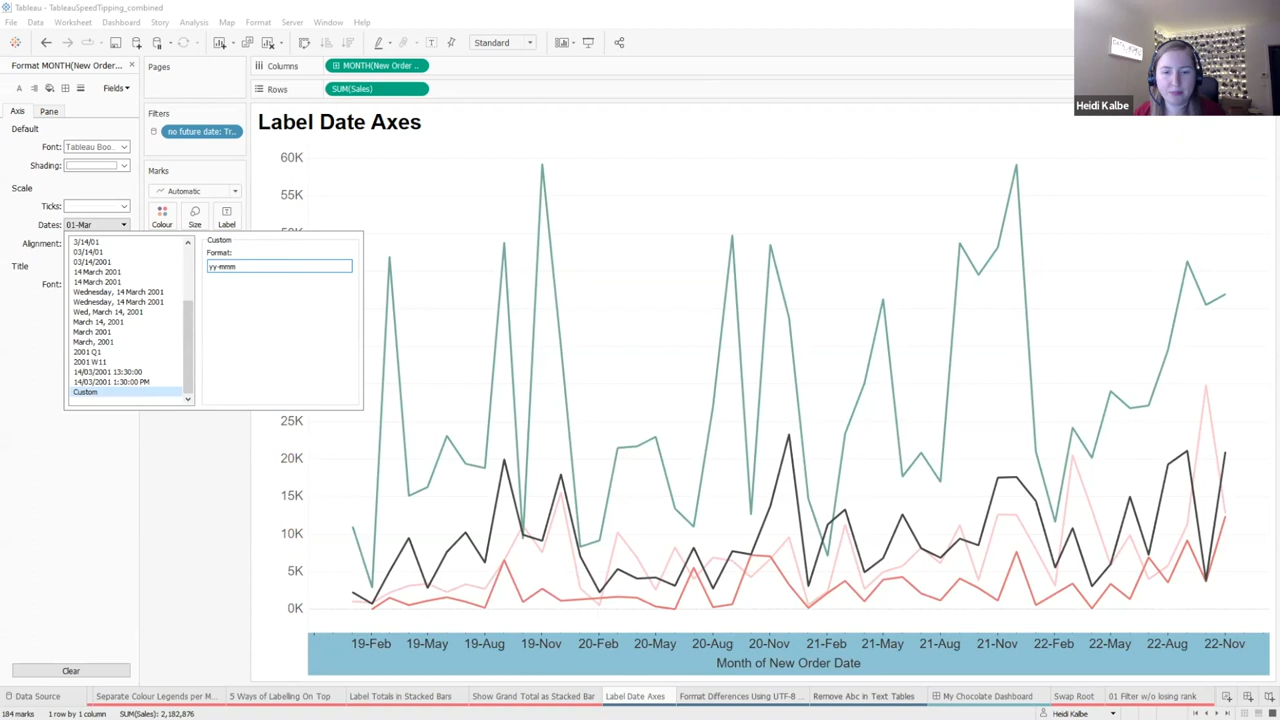 Tableau - TableauSpeedTipping_combined
File Data Worksheet Dashboard Story Analysis Map Format Server Window Help
Standard
Format MONTH(New Order...
Fields
Axis Pane
Default
Font: Tableau Boo...
Shading:
Scale
Ticks:
Dates: 01-Mar
Alignment:
Title
Font:
3/14/01
03/14/01
03/14/2001
14 March 2001
14 March 2001
Wednesday, 14 March 2001
Wednesday, 14 March 2001
Wed, March 14, 2001
March 14, 2001
March 2001
March, 2001
2001 Q1
2001 W11
14/03/2001 13:30:00
14/03/2001 1:30:00 PM
Custom
Custom
Format:
yy-mmm
Clear
Pages
Filters
no future date: Tr..
Marks
Automatic
Colour Size Label
Columns MONTH(New Order ..
Rows SUM(Sales)
Heidi Kalbe
Label Date Axes
60K
55K
25K
20K
15K
10K
5K
0K
19-Feb 19-May 19-Aug 19-Nov 20-Feb 20-May 20-Aug 20-Nov 21-Feb 21-May 21-Aug 21-Nov 22-Feb 22-May 22-Aug 22-Nov
Month of New Order Date
Data Source Separate Colour Legends per M... 5 Ways of Labelling On Top Label Totals in Stacked Bars Show Grand Total as Stacked Bar Label Date Axes Format Differences Using UTF-8 ... Remove Abc in Text Tables My Chocolate Dashboard Swap Root 01 Filter w/o losing rank
184 marks 1 row by 1 column SUM(Sales): 2,182,876 Heidi Kalbe